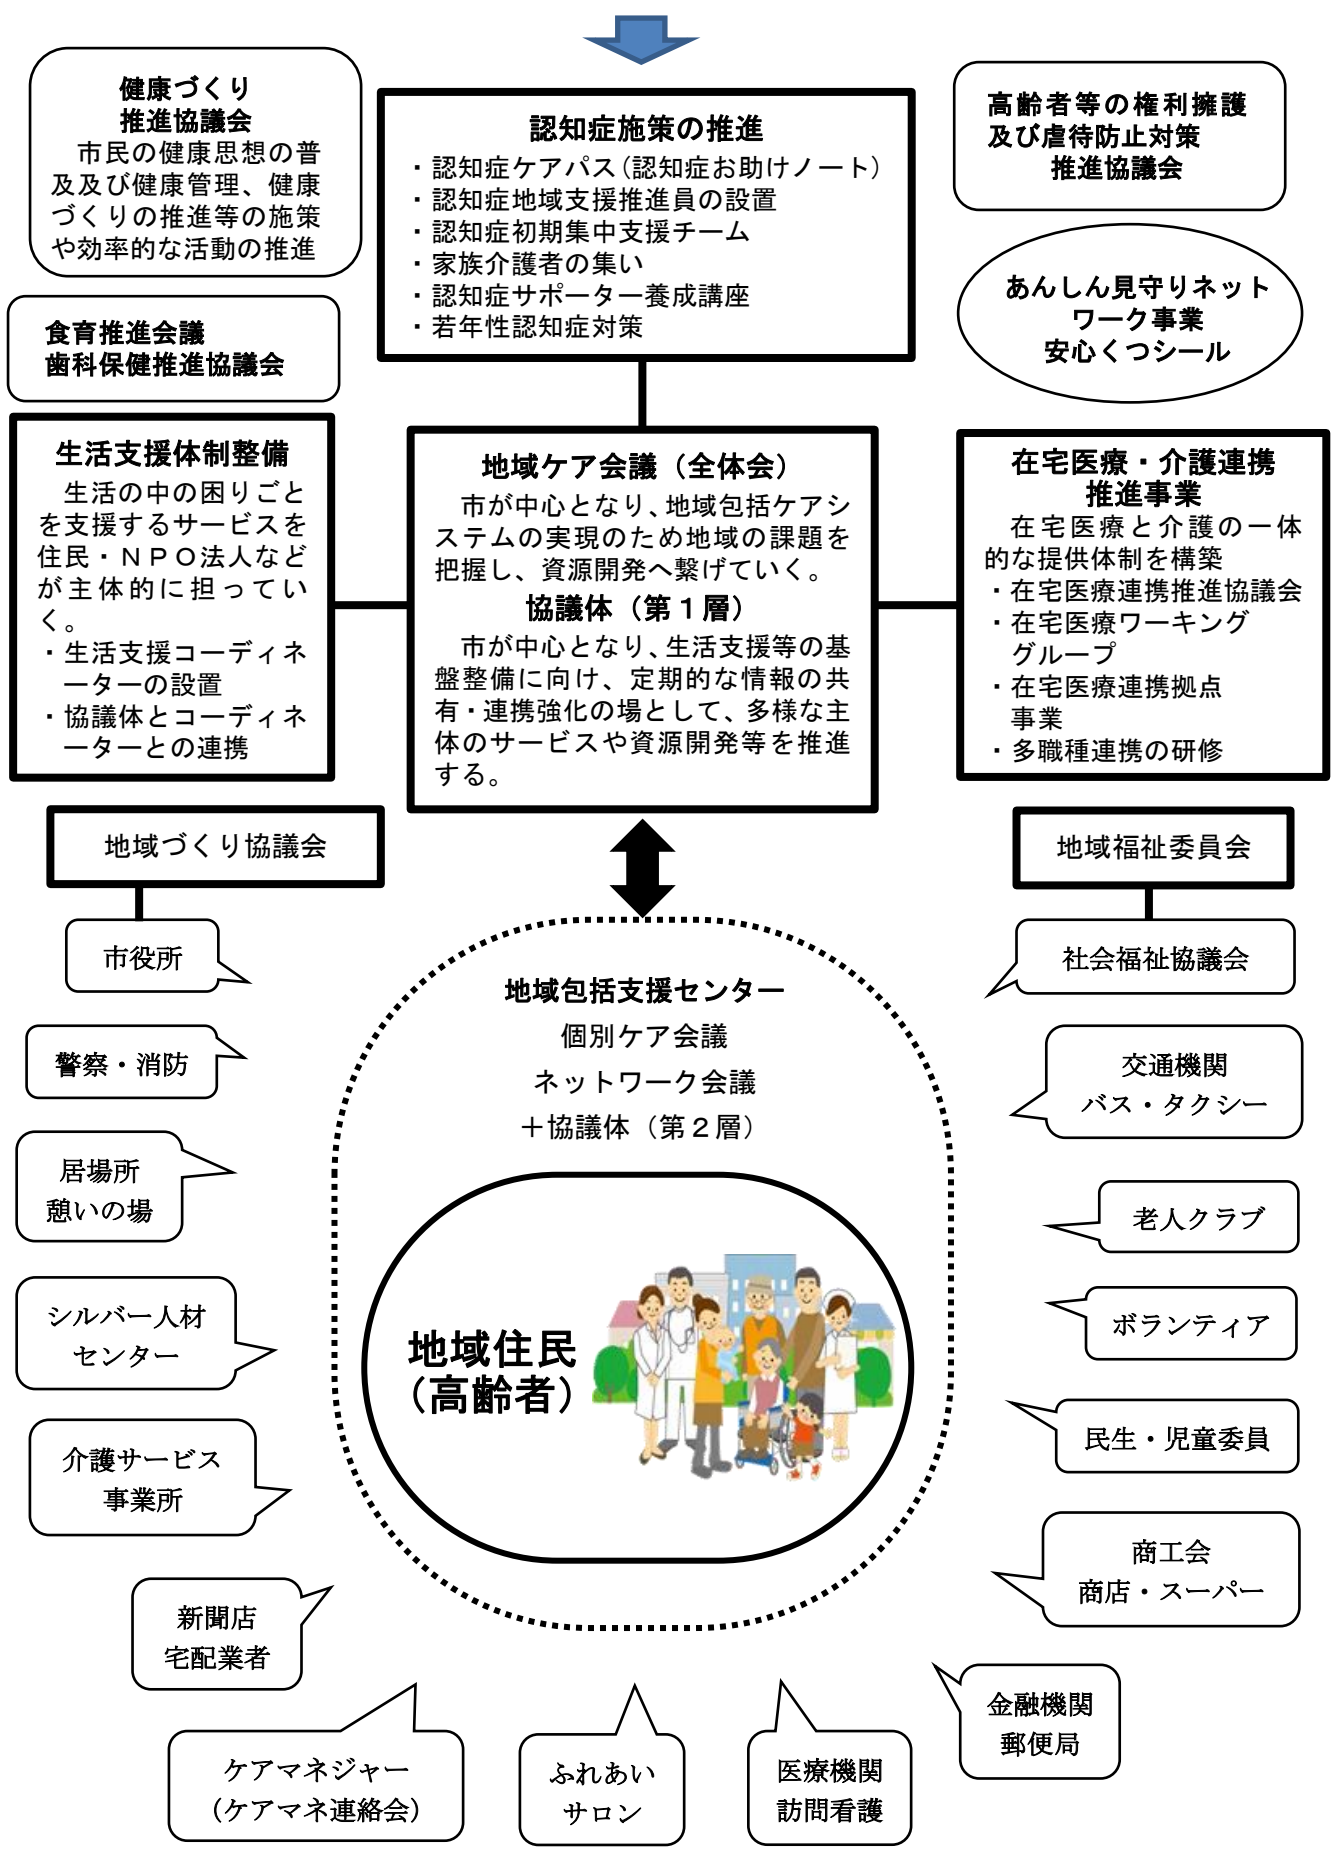 健康づくり
推進協議会
市民の健康思想の普
及及び健康管理、健康
づくりの推進等の施策
や効率的な活動の推進
認知症施策の推進
・認知症ケアパス(認知症お助けノート)
・認知症地域支援推進員の設置
・認知症初期集中支援チーム
・家族介護者の集い
・認知症サポーター養成講座
・若年性認知症対策
高齢者等の権利擁護
及び虐待防止対策
推進協議会
あんしん見守りネット
ワーク事業
安心くつシール
食育推進会議
歯科保健推進協議会
生活支援体制整備
生活の中の困りごと
を支援するサービスを
住民・NPO法人など
が主体的に担ってい
く。
・生活支援コーディネ
ーターの設置
・協議体とコーディネ
ーターとの連携
地域ケア会議(全体会)
市が中心となり、地域包括ケアシ
ステムの実現のため地域の課題を
把握し、資源開発へ繋げていく。
協議体(第1層)
市が中心となり、生活支援等の基
盤整備に向け、定期的な情報の共
有・連携強化の場として、多様な主
体のサービスや資源開発等を推進
する。
在宅医療・介護連携
推進事業
在宅医療と介護の一体
的な提供体制を構築
・在宅医療連携推進協議会
・在宅医療ワーキング
グループ
・在宅医療連携拠点
事業
・多職種連携の研修
地域づくり協議会
地域福祉委員会
市役所
警察・消防
居場所
憩いの場
シルバー人材
センター
介護サービス
事業所
新聞店
宅配業者
地域包括支援センター
個別ケア会議
ネットワーク会議
+協議体(第2層)
地域住民
(高齢者)
社会福祉協議会
交通機関
バス・タクシー
老人クラブ
ボランティア
民生・児童委員
商工会
商店・スーパー
金融機関
郵便局
ケアマネジャー
(ケアマネ連絡会)
ふれあい
サロン
医療機関
訪問看護